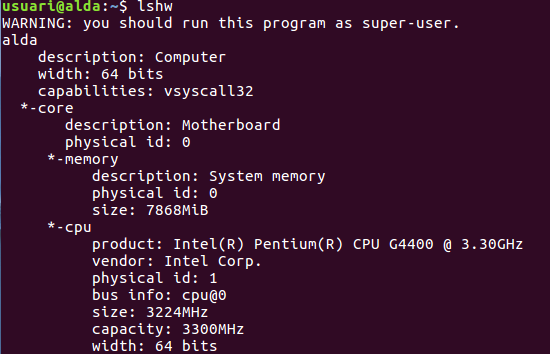 usuari@alda:~$ lshw
WARNING: you should run this program as super-user.
alda
    description: Computer
    width: 64 bits
    capabilities: vsyscall32
  *-core
       description: Motherboard
       physical id: 0
     *-memory
          description: System memory
          physical id: 0
          size: 7868MiB
     *-cpu
          product: Intel(R) Pentium(R) CPU G4400 @ 3.30GHz
          vendor: Intel Corp.
          physical id: 1
          bus info: cpu@0
          size: 3224MHz
          capacity: 3300MHz
          width: 64 bits